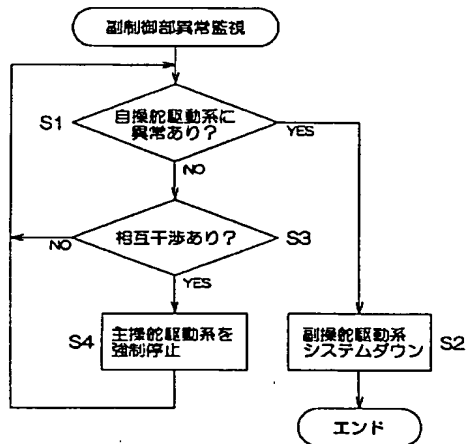 副制御部異常監視
S1
自操舵駆動系に
異常あり?
YES
NO
相互干渉あり?
S3
NO
YES
S4
主操舵駆動系を
強制停止
副操舵駆動系
システムダウン
S2
エンド